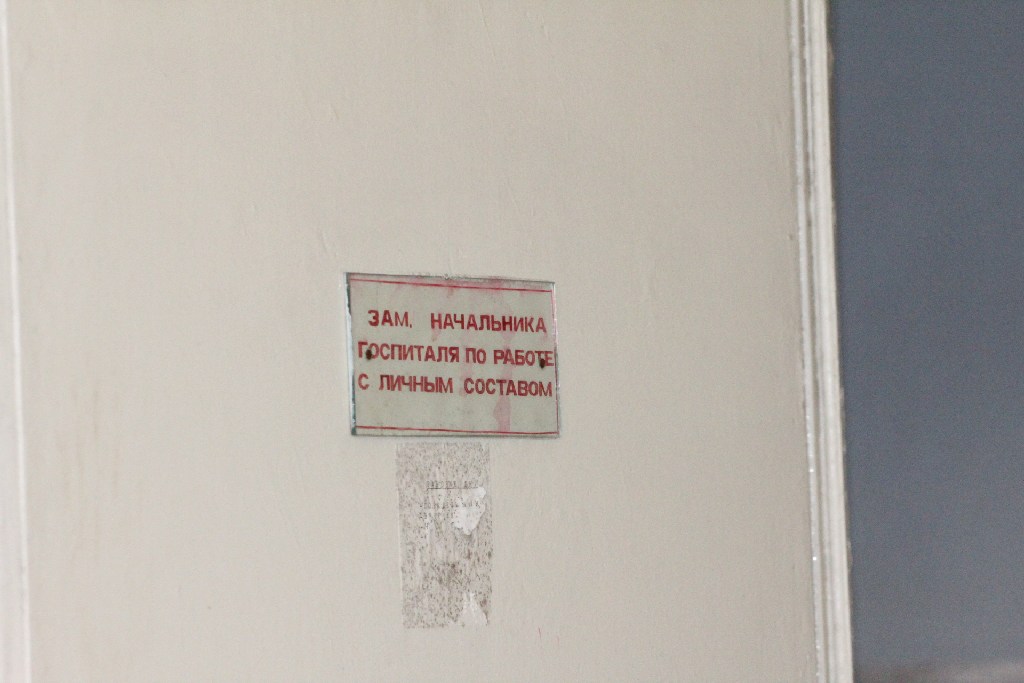 ЗАМ. НАЧАЛЬНИКА
ГОСПИТАЛЯ ПО РАБОТЕ
С ЛИЧНЫМ СОСТАВОМ